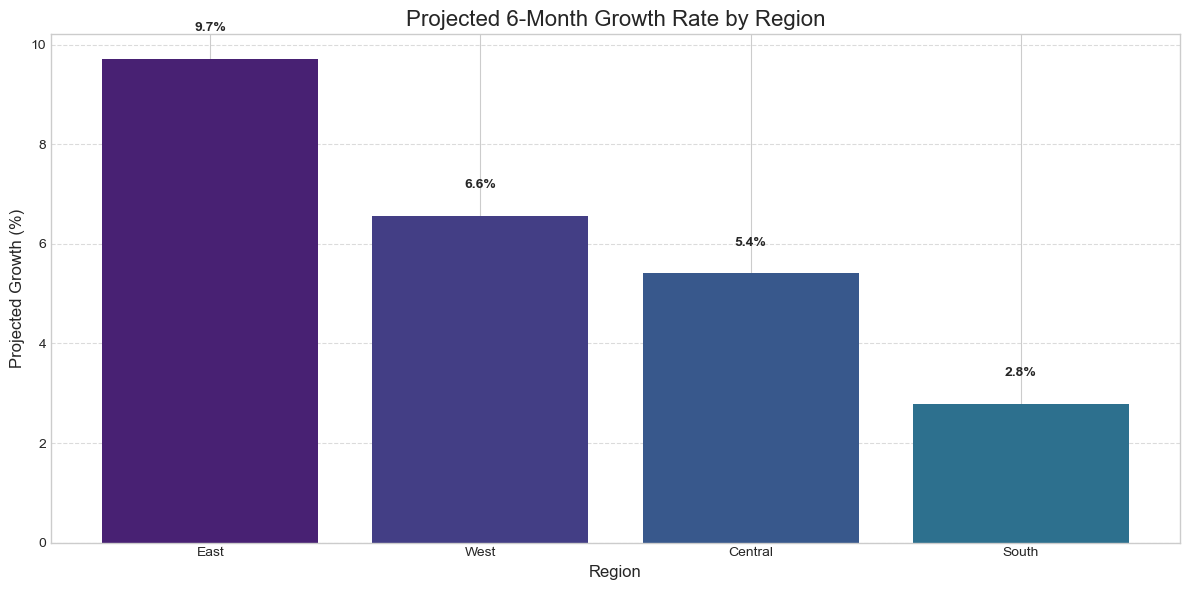 Projected 6-Month Growth Rate by Region
9.7%
6.6%
5.4%
2.8%
10
8
6
4
2
0
Projected Growth (%)
East
West
Central
South
Region